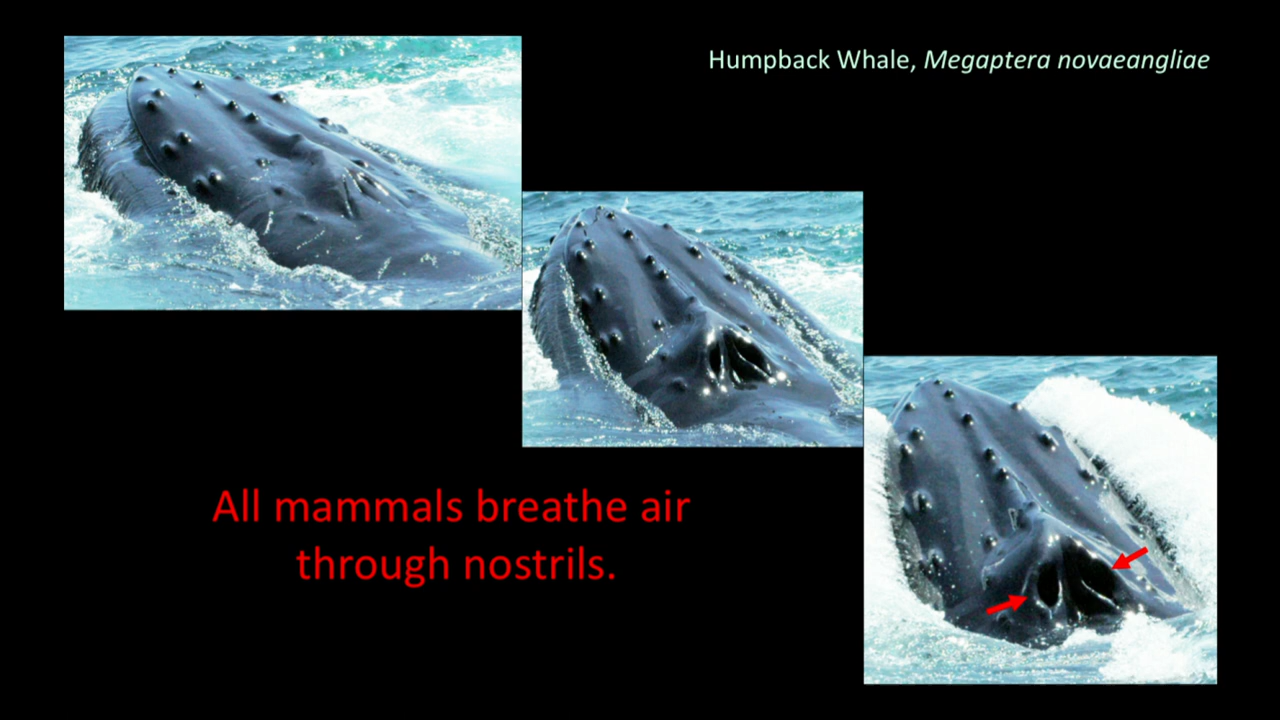 Humpback Whale, Megaptera novaeangliae
All mammals breathe air
through nostrils.